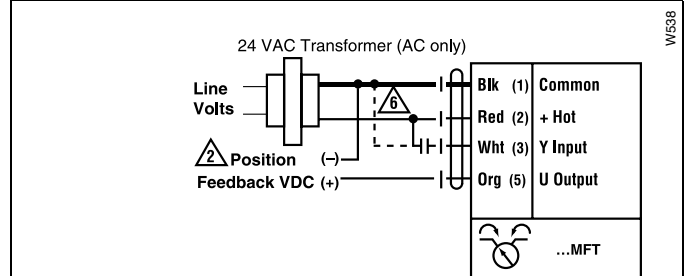 W538
24 VAC Transformer (AC only)
Line
Volts
Blk (1) Common
6
Red (2) + Hot
Wht (3) Y Input
2 Position (–)
Feedback VDC (+)
Org (5) U Output
...MFT